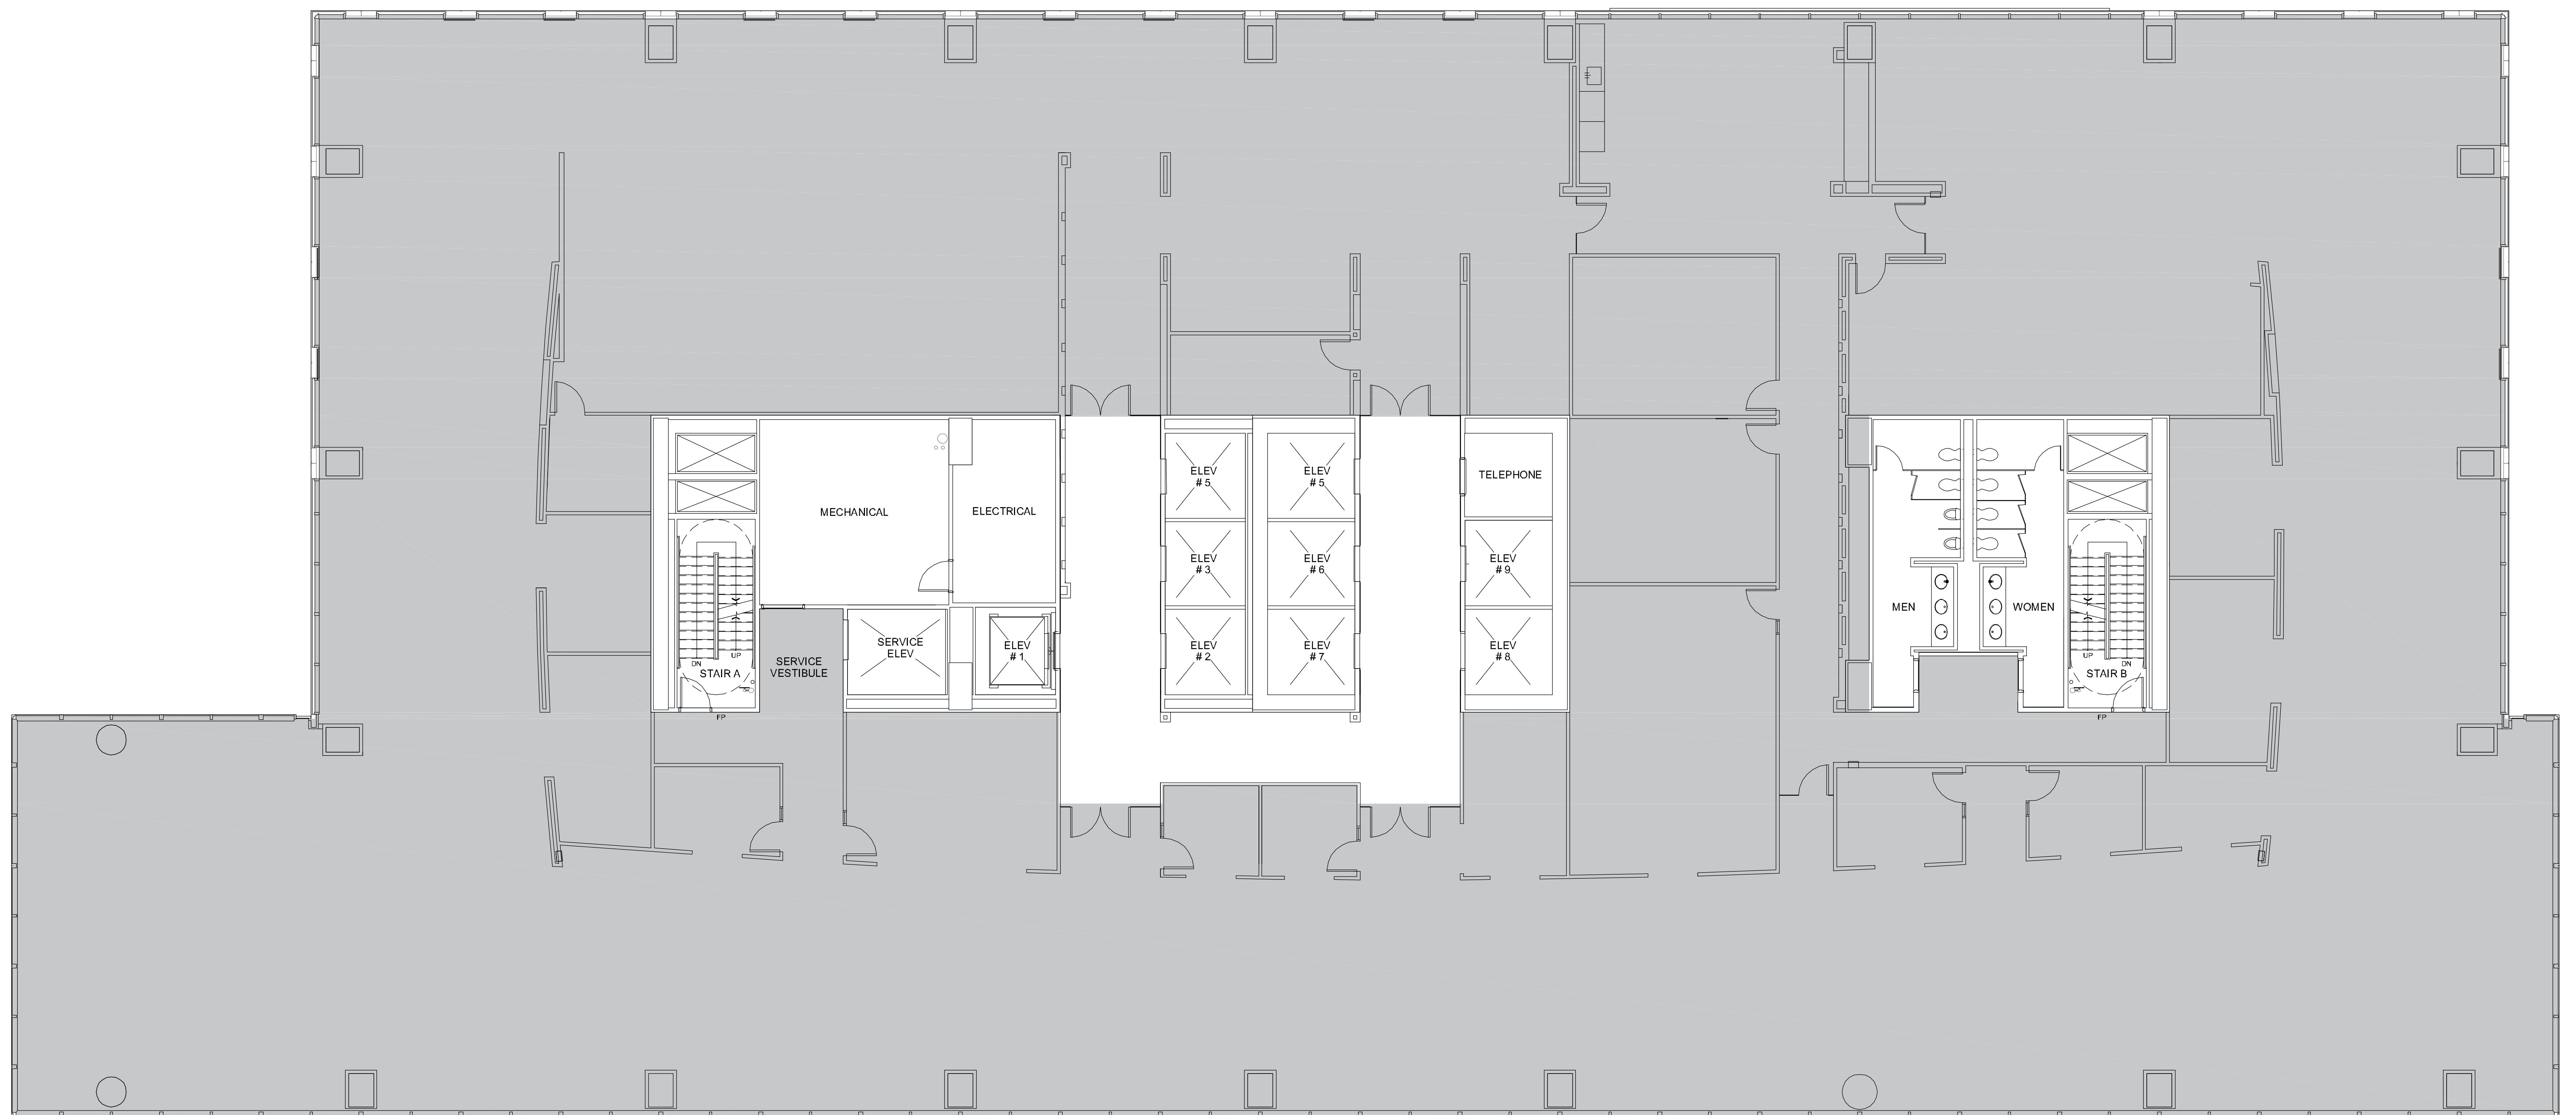 ELEV
# 5
ELEV
# 5
TELEPHONE
MECHANICAL
ELECTRICAL
ELEV
# 3
ELEV
# 6
ELEV
# 9
MEN
WOMEN
SERVICE
ELEV
ELEV
# 1
ELEV
# 2
ELEV
# 7
ELEV
# 8
DN
UP
SERVICE
VESTIBULE
STAIR A
FP
UP
DN
STAIR B
FP